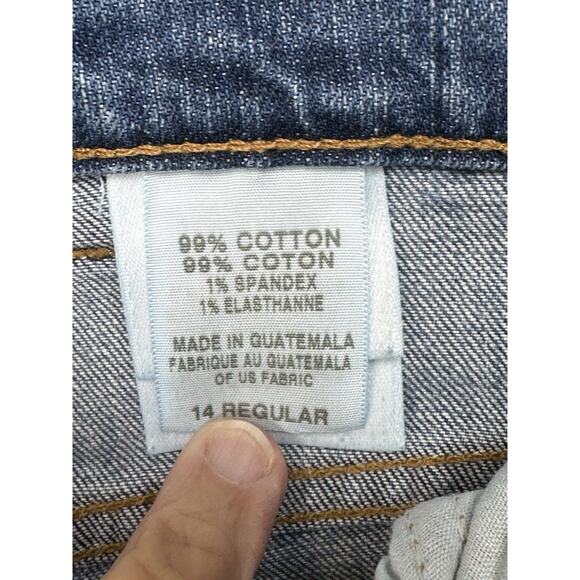 99% COTTON
99% COTON
1% SPANDEX
1% ELASTHANNE
MADE IN GUATEMALA
FABRIQUE AU GUATEMALA
OF US FABRIC
14 REGULAR